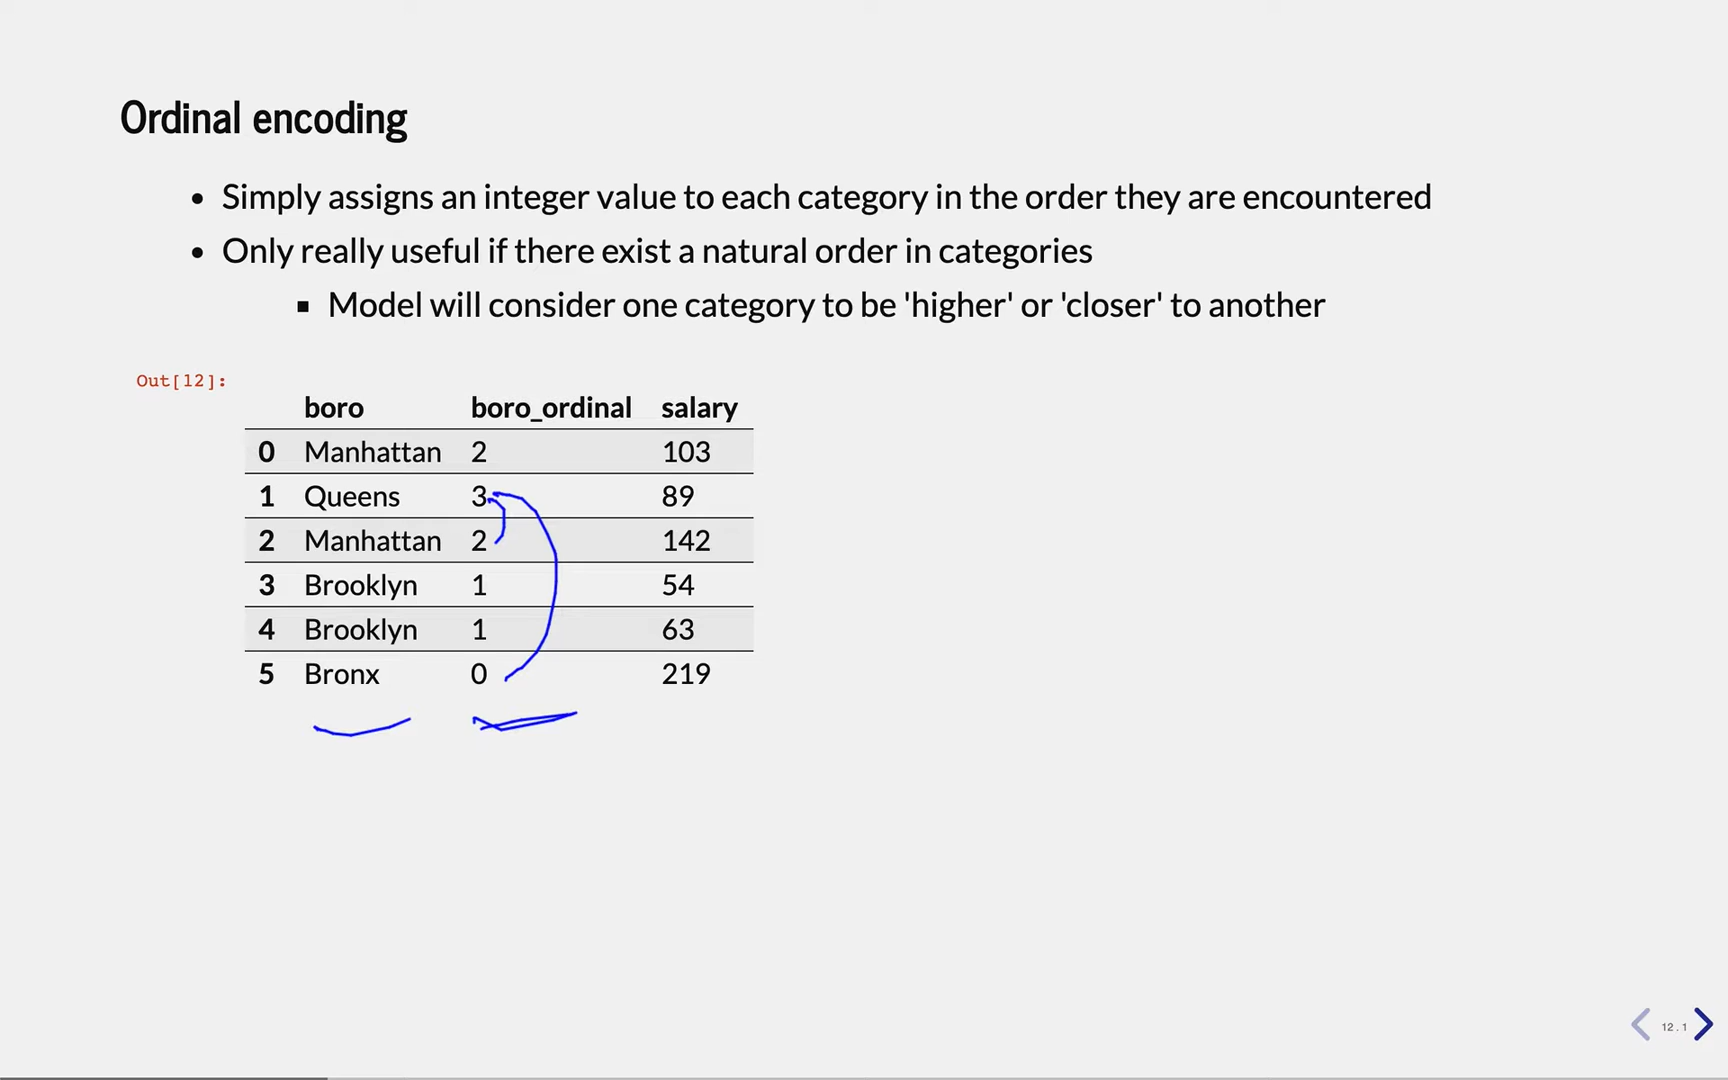 Ordinal encoding
• Simply assigns an integer value to each category in the order they are encountered
• Only really useful if there exist a natural order in categories
▪ Model will consider one category to be 'higher' or 'closer' to another
Out[12]:
boro boro_ordinal salary
0 Manhattan 2 103
1 Queens 3 89
2 Manhattan 2 142
3 Brooklyn 1 54
4 Brooklyn 1 63
5 Bronx 0 219
12.1